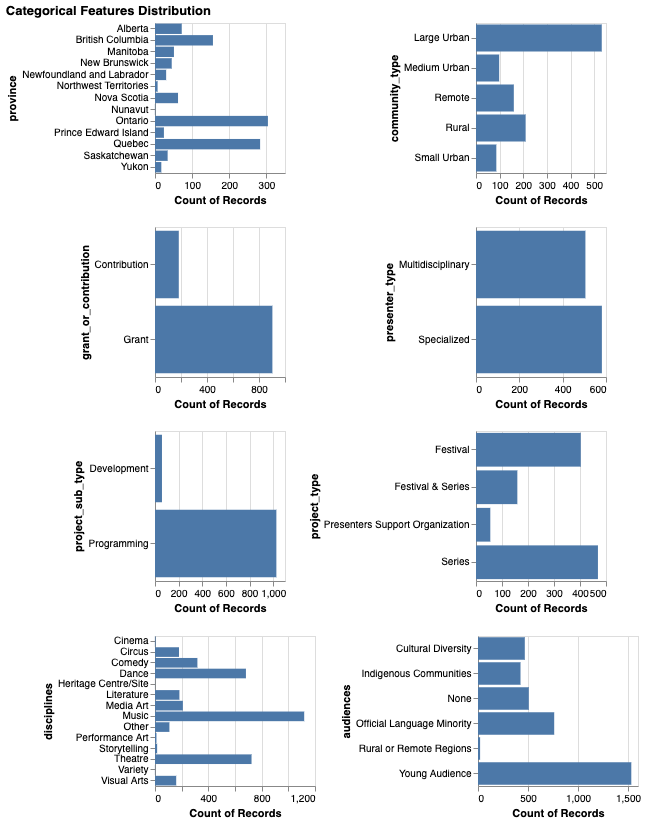 Categorical Features Distribution
province
Alberta
British Columbia
Manitoba
New Brunswick
Newfoundland and Labrador
Northwest Territories
Nova Scotia
Nunavut
Ontario
Prince Edward Island
Quebec
Saskatchewan
Yukon
0 100 200 300
Count of Records
community_type
Large Urban
Medium Urban
Remote
Rural
Small Urban
0 100 200 300 400 500
Count of Records
grant_or_contribution
Contribution
Grant
0 400 800
Count of Records
presenter_type
Multidisciplinary
Specialized
0 200 400 600
Count of Records
project_sub_type
Development
Programming
0 200 400 600 800 1,000
Count of Records
project_type
Festival
Festival & Series
Presenters Support Organization
Series
0 100 200 300 400 500
Count of Records
disciplines
Cinema
Circus
Comedy
Dance
Heritage Centre/Site
Literature
Media Art
Music
Other
Performance Art
Storytelling
Theatre
Variety
Visual Arts
0 400 800 1,200
Count of Records
audiences
Cultural Diversity
Indigenous Communities
None
Official Language Minority
Rural or Remote Regions
Young Audience
0 500 1,000 1,500
Count of Records